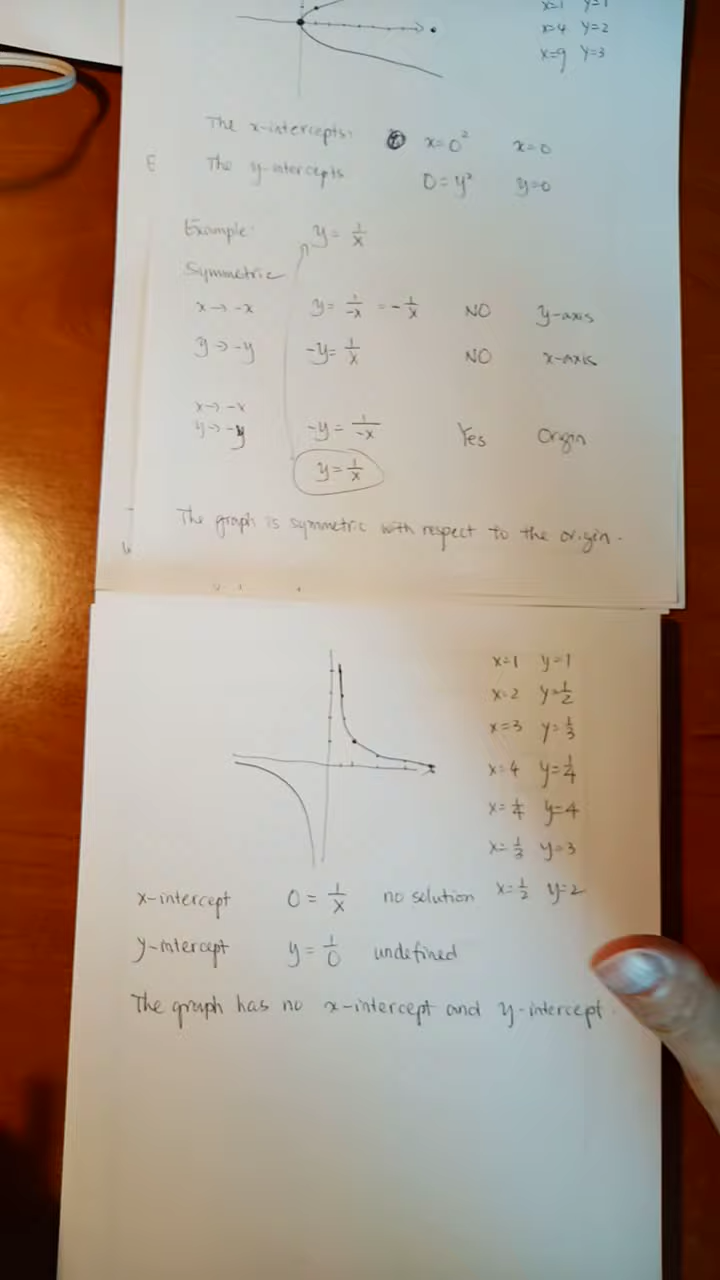 x=1 y=1
x=4 y=2
x=9 y=3
The x-intercepts: x=0² x=0
The y-intercepts 0=y² y=0
Example: y = 1/x
Symmetric
x → -x y = 1/-x = -1/x NO y-axis
y → -y -y = 1/x NO x-axis
x → -x
y → -y -y = 1/-x Yes Origin
y = 1/x
The graph is symmetric with respect to the origin.
x=1 y=1
x=2 y=1/2
x=3 y=1/3
x=4 y=1/4
x=1/4 y=4
x=1/3 y=3
x=1/2 y=2
x-intercept 0 = 1/x no solution
y-intercept y = 1/0 undefined
The graph has no x-intercept and y-intercept.